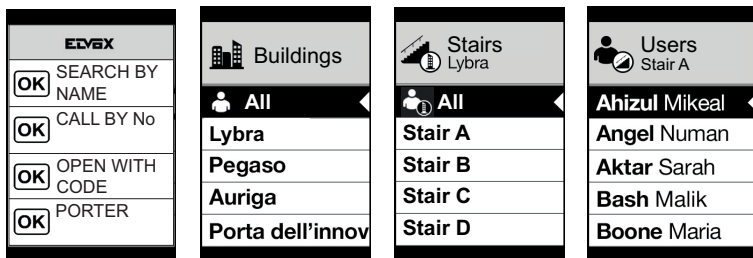 ELVOX
OK SEARCH BY
NAME
OK CALL BY No
OK OPEN WITH
CODE
OK PORTER
Buildings
All
Lybra
Pegaso
Auriga
Porta dell'innov
Stairs
Lybra
All
Stair A
Stair B
Stair C
Stair D
Users
Stair A
Ahizul Mikeal
Angel Numan
Aktar Sarah
Bash Malik
Boone Maria